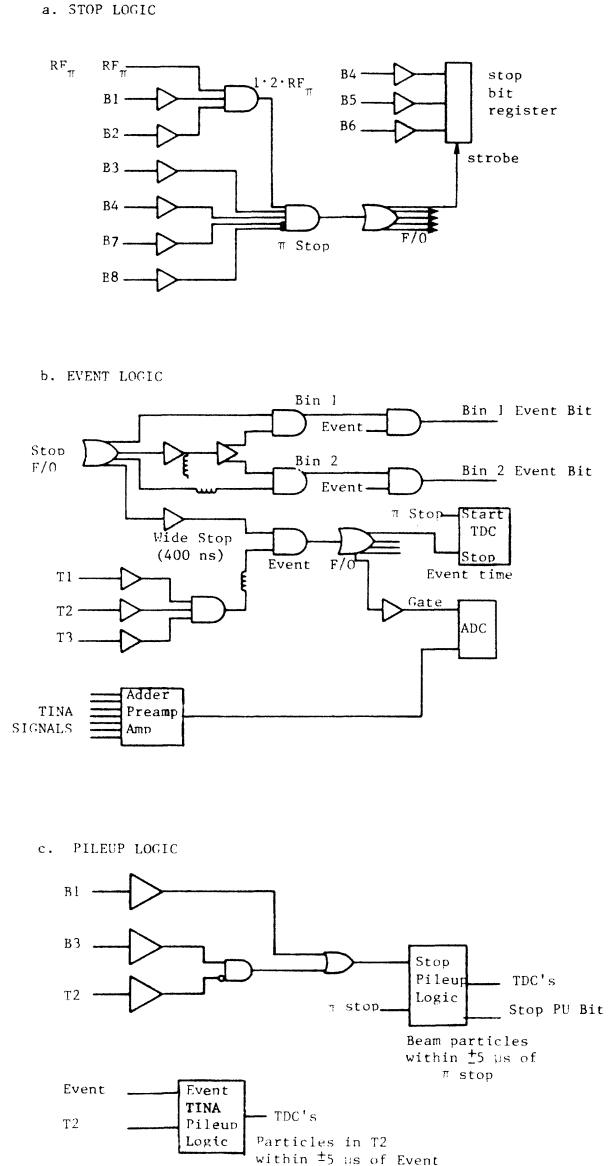 a. STOP LOGIC
RFπ RFπ
1·2·RFπ
B1
B2
B3
B4
B7
B8
π Stop
F/O
B4
B5
B6
stop
bit
register
strobe
b. EVENT LOGIC
Stop
F/O
Bin 1
Event
Bin 1 Event Bit
Bin 2
Event
Bin 2 Event Bit
Wide Stop
(400 ns)
Event
F/O
π Stop
Start
TDC
Stop
Event time
T1
T2
T3
Gate
ADC
TINA
SIGNALS
Adder
Preamp
Amp
c. PILEUP LOGIC
B1
B3
T2
π stop
Stop
Pileup
Logic
TDC's
Stop PU Bit
Beam particles
within ±5 μs of
π stop
Event
T2
Event
TINA
Pileup
Logic
TDC's
Particles in T2
within ±5 μs of Event